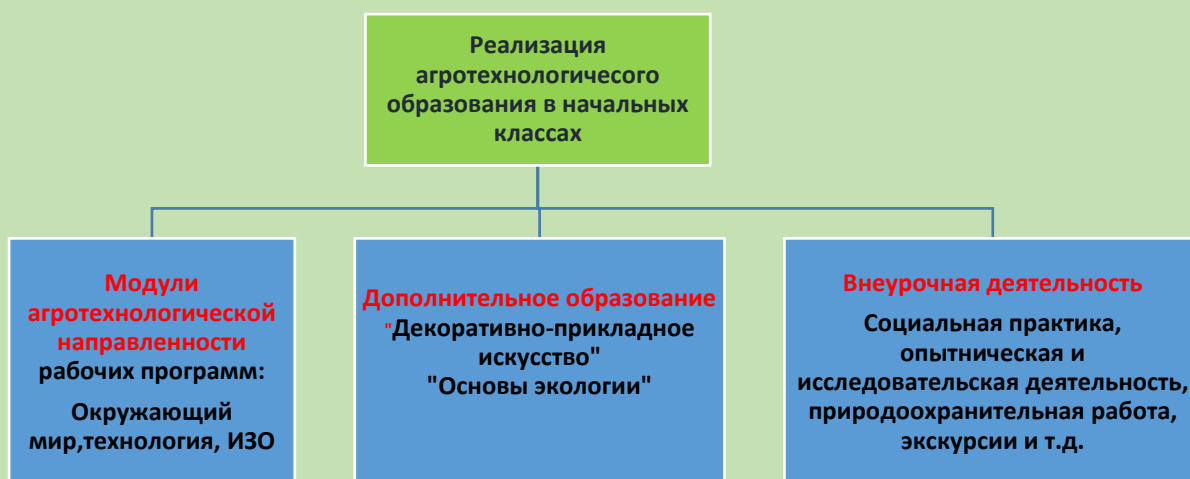 Реализация
агротехнологичесого
образования в начальных
классах
Модули
агротехнологической
направленности
рабочих программ:
Окружающий
мир,технология, ИЗО
Дополнительное образование
"Декоративно-прикладное
искусство"
"Основы экологии"
Внеурочная деятельность
Социальная практика,
опытническая и
исследовательская деятельность,
природоохранительная работа,
экскурсии и т.д.